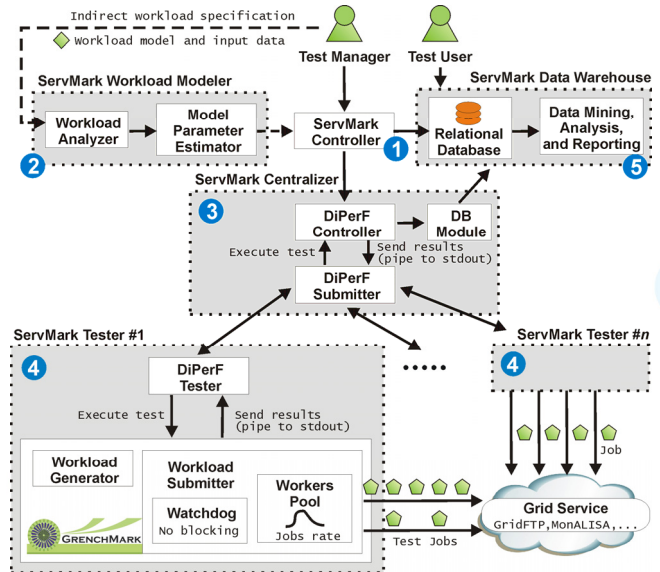 Indirect workload specification
Workload model and input data
Test Manager
Test User
ServMark Workload Modeler
ServMark Data Warehouse
Workload
Analyzer
Model
Parameter
Estimator
ServMark
Controller
Relational
Database
Data Mining,
Analysis,
and Reporting
1
2
5
ServMark Centralizer
3
DiPerF
Controller
DB
Module
Execute test
Send results
(pipe to stdout)
DiPerF
Submitter
ServMark Tester #1
ServMark Tester #n
4
4
DiPerF
Tester
Execute test
Send results
(pipe to stdout)
Job
Workload
Generator
Workload
Submitter
Workers
Pool
Jobs rate
Watchdog
No blocking
GRENCHMARK
Test Jobs
Grid Service
GridFTP,MonALISA,...